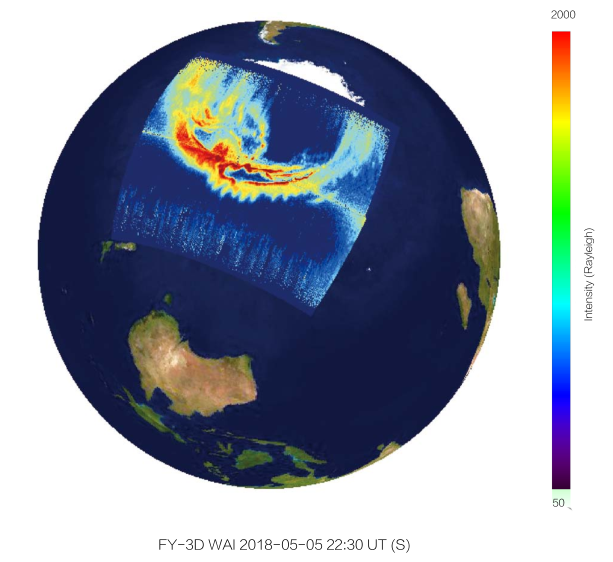 2000
Intensity (Rayleigh)
50
FY-3D WAI 2018-05-05 22:30 UT (S)